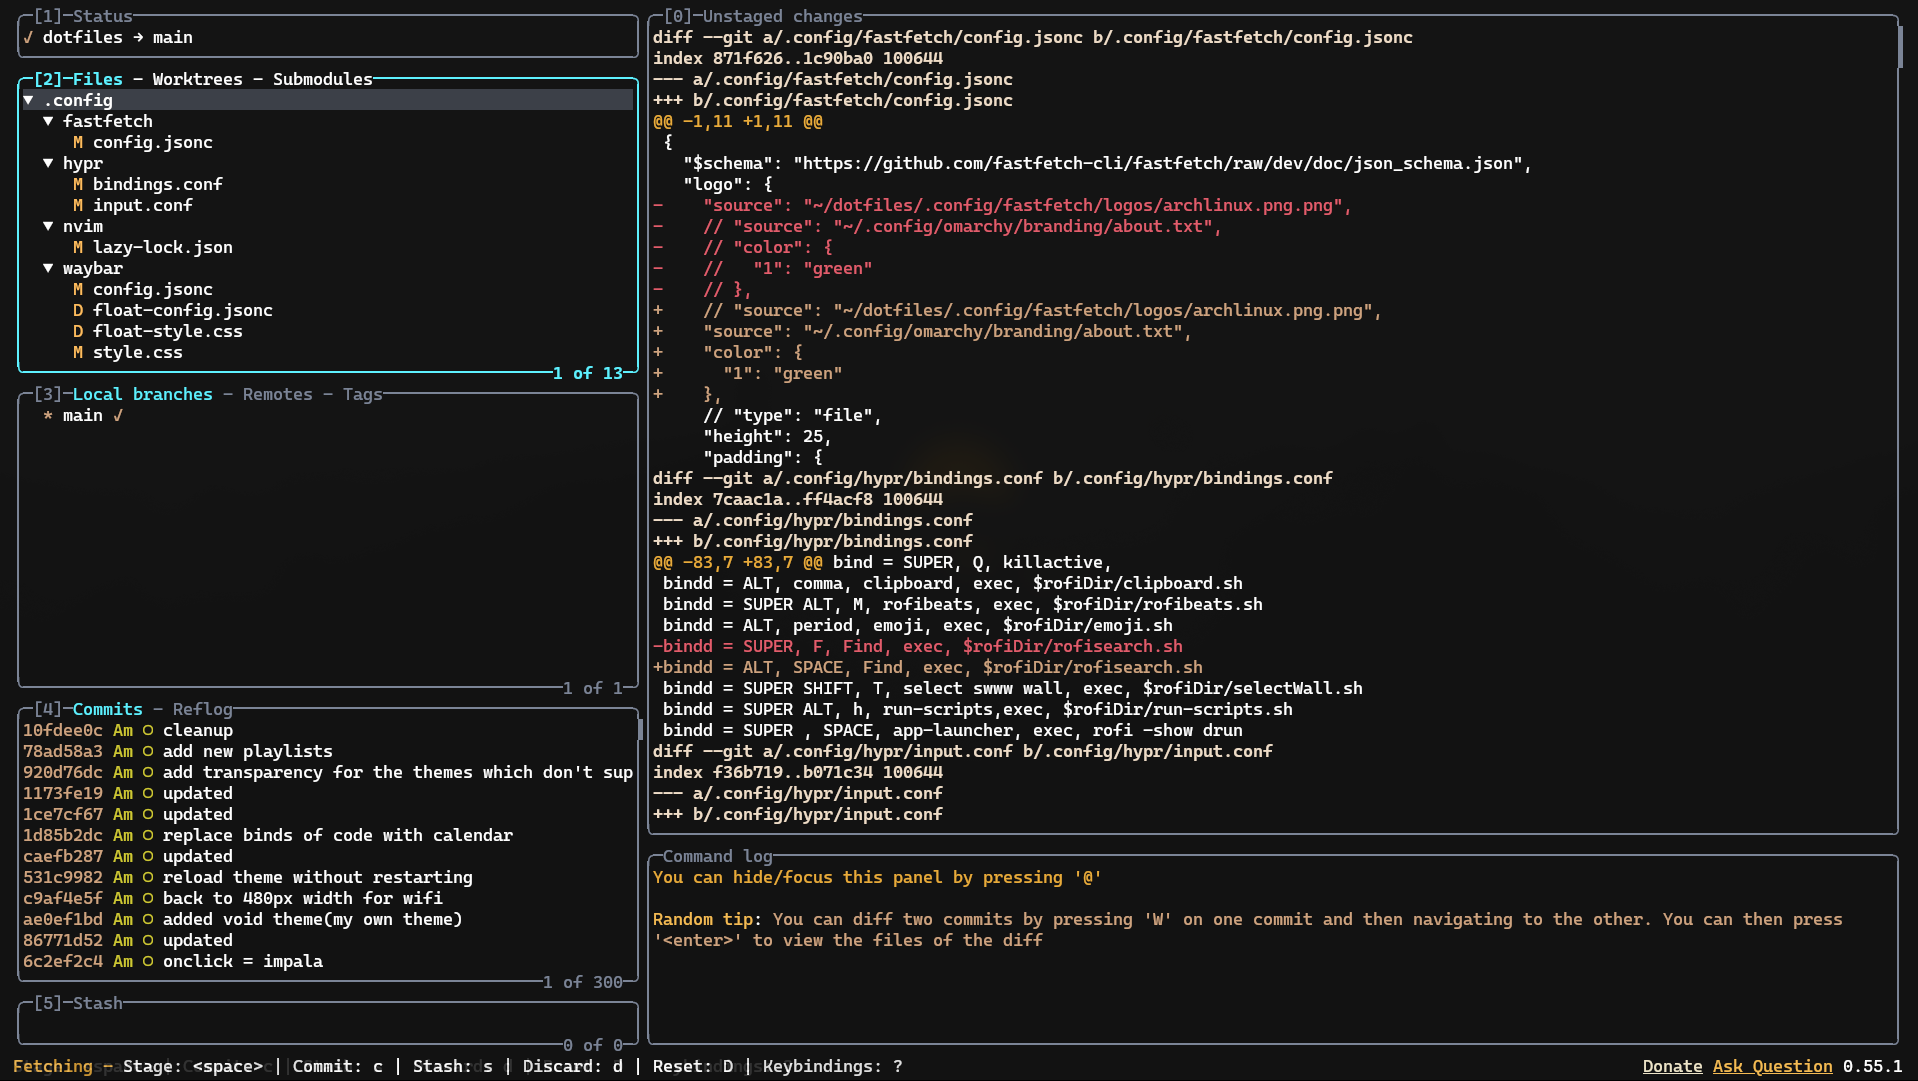 [1]─Status
✓ dotfiles → main
[2]─Files - Worktrees - Submodules
▼ .config
▼ fastfetch
M config.jsonc
▼ hypr
M bindings.conf
M input.conf
▼ nvim
M lazy-lock.json
▼ waybar
M config.jsonc
D float-config.jsonc
D float-style.css
M style.css
1 of 13
[3]─Local branches - Remotes - Tags
* main ✓
1 of 1
[4]─Commits - Reflog
10fdee0c Am ○ cleanup
78ad58a3 Am ○ add new playlists
920d76dc Am ○ add transparency for the themes which don't sup
1173fe19 Am ○ updated
1ce7cf67 Am ○ updated
1d85b2dc Am ○ replace binds of code with calendar
caefb287 Am ○ updated
531c9982 Am ○ reload theme without restarting
c9af4e5f Am ○ back to 480px width for wifi
ae0ef1bd Am ○ added void theme(my own theme)
86771d52 Am ○ updated
6c2ef2c4 Am ○ onclick = impala
1 of 300
[5]─Stash
0 of 0
[0]─Unstaged changes
diff --git a/.config/fastfetch/config.jsonc b/.config/fastfetch/config.jsonc
index 871f626..1c90ba0 100644
--- a/.config/fastfetch/config.jsonc
+++ b/.config/fastfetch/config.jsonc
@@ -1,11 +1,11 @@
{
"$schema": "https://github.com/fastfetch-cli/fastfetch/raw/dev/doc/json_schema.json",
"logo": {
-    "source": "~/dotfiles/.config/fastfetch/logos/archlinux.png.png",
-    // "source": "~/.config/omarchy/branding/about.txt",
-    // "color": {
-    //   "1": "green"
-    // },
+    // "source": "~/dotfiles/.config/fastfetch/logos/archlinux.png.png",
+    "source": "~/.config/omarchy/branding/about.txt",
+    "color": {
+      "1": "green"
+    },
// "type": "file",
"height": 25,
"padding": {
diff --git a/.config/hypr/bindings.conf b/.config/hypr/bindings.conf
index 7caac1a..ff4acf8 100644
--- a/.config/hypr/bindings.conf
+++ b/.config/hypr/bindings.conf
@@ -83,7 +83,7 @@ bind = SUPER, Q, killactive,
bindd = ALT, comma, clipboard, exec, $rofiDir/clipboard.sh
bindd = SUPER ALT, M, rofibeats, exec, $rofiDir/rofibeats.sh
bindd = ALT, period, emoji, exec, $rofiDir/emoji.sh
-bindd = SUPER, F, Find, exec, $rofiDir/rofisearch.sh
+bindd = ALT, SPACE, Find, exec, $rofiDir/rofisearch.sh
bindd = SUPER SHIFT, T, select swww wall, exec, $rofiDir/selectWall.sh
bindd = SUPER ALT, h, run-scripts,exec, $rofiDir/run-scripts.sh
bindd = SUPER , SPACE, app-launcher, exec, rofi -show drun
diff --git a/.config/hypr/input.conf b/.config/hypr/input.conf
index f36b719..b071c34 100644
--- a/.config/hypr/input.conf
+++ b/.config/hypr/input.conf
Command log
You can hide/focus this panel by pressing '@'
Random tip: You can diff two commits by pressing 'W' on one commit and then navigating to the other. You can then press
'<enter>' to view the files of the diff
Fetching - Stage: <space> | Commit: c | Stash: s | Discard: d | Reset: D | Keybindings: ?
Donate Ask Question 0.55.1